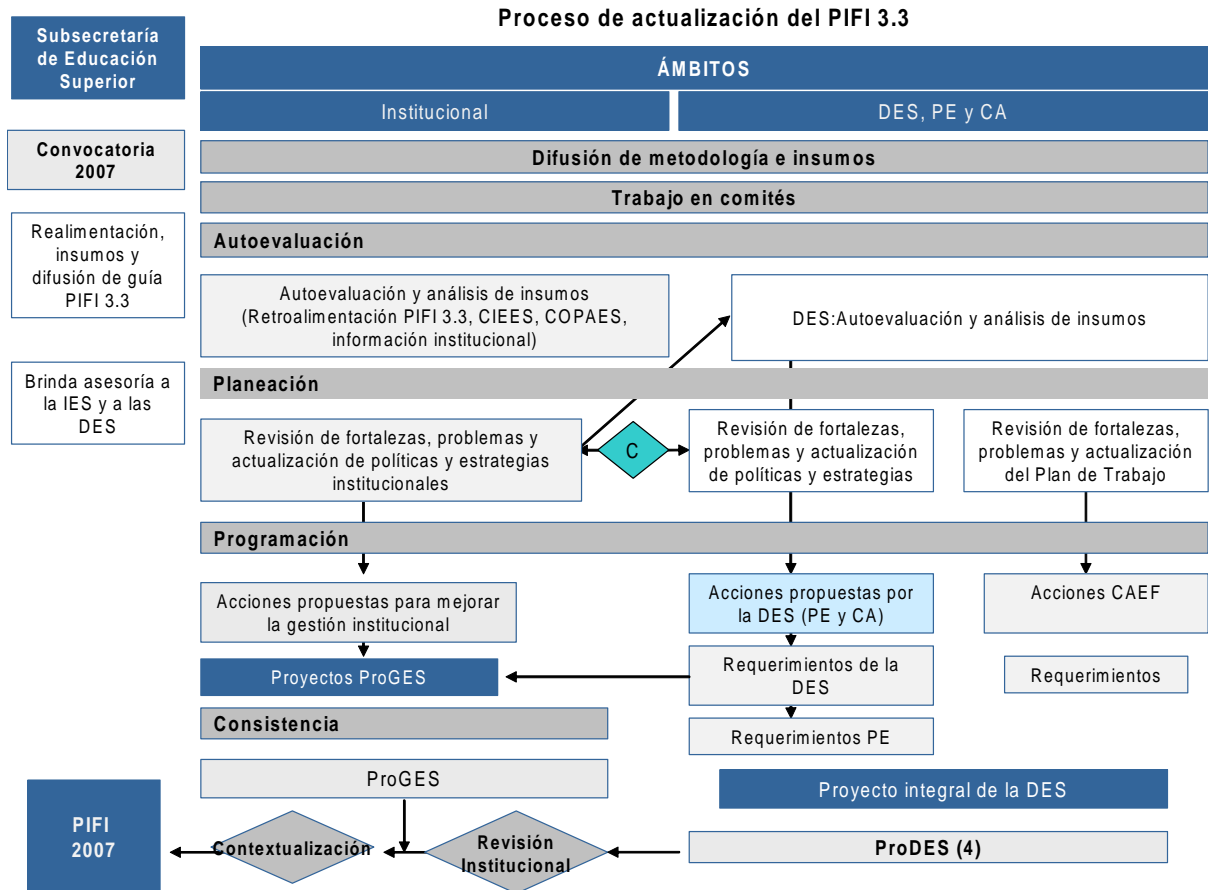 Proceso de actualización del PIFI 3.3
Subsecretaría
de Educación
Superior
ÁMBITOS
Institucional
DES, PE y CA
Convocatoria
2007
Difusión de metodología e insumos
Trabajo en comités
Realimentación,
insumos y
difusión de guía
PIFI 3.3
Autoevaluación
Autoevaluación y análisis de insumos
(Retroalimentación PIFI 3.3, CIEES, COPAES,
información institucional)
DES:Autoevaluación y análisis de insumos
Brinda asesoría a
la IES y a las
DES
Planeación
Revisión de fortalezas, problemas y
actualización de políticas y estrategias
institucionales
C
Revisión de fortalezas,
problemas y actualización
de políticas y estrategias
Revisión de fortalezas,
problemas y actualización
del Plan de Trabajo
Programación
Acciones propuestas para mejorar
la gestión institucional
Acciones propuestas por
la DES (PE y CA)
Acciones CAEF
Proyectos ProGES
Requerimientos de la
DES
Requerimientos
Consistencia
Requerimientos PE
ProGES
Proyecto integral de la DES
PIFI
2007
Contextualización
Revisión
Institucional
ProDES (4)